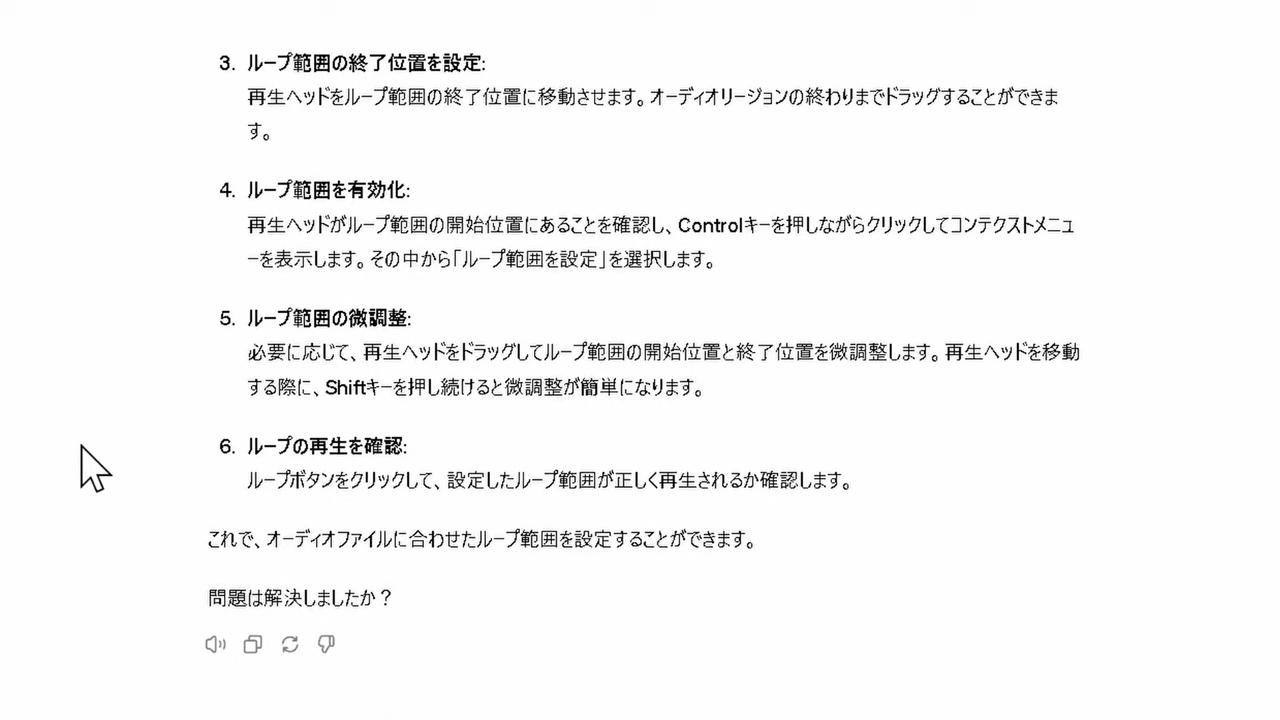 3. ループ範囲の終了位置を設定:
再生ヘッドをループ範囲の終了位置に移動させます。オーディオリージョンの終わりまでドラッグすることができま
す。
4. ループ範囲を有効化:
再生ヘッドがループ範囲の開始位置にあることを確認し、Controlキーを押しながらクリックしてコンテクストメニュ
ーを表示します。その中から「ループ範囲を設定」を選択します。
5. ループ範囲の微調整:
必要に応じて、再生ヘッドをドラッグしてループ範囲の開始位置と終了位置を微調整します。再生ヘッドを移動
する際に、Shiftキーを押し続けると微調整が簡単になります。
6. ループの再生を確認:
ループボタンをクリックして、設定したループ範囲が正しく再生されるか確認します。
これで、オーディオファイルに合わせたループ範囲を設定することができます。
問題は解決しましたか？